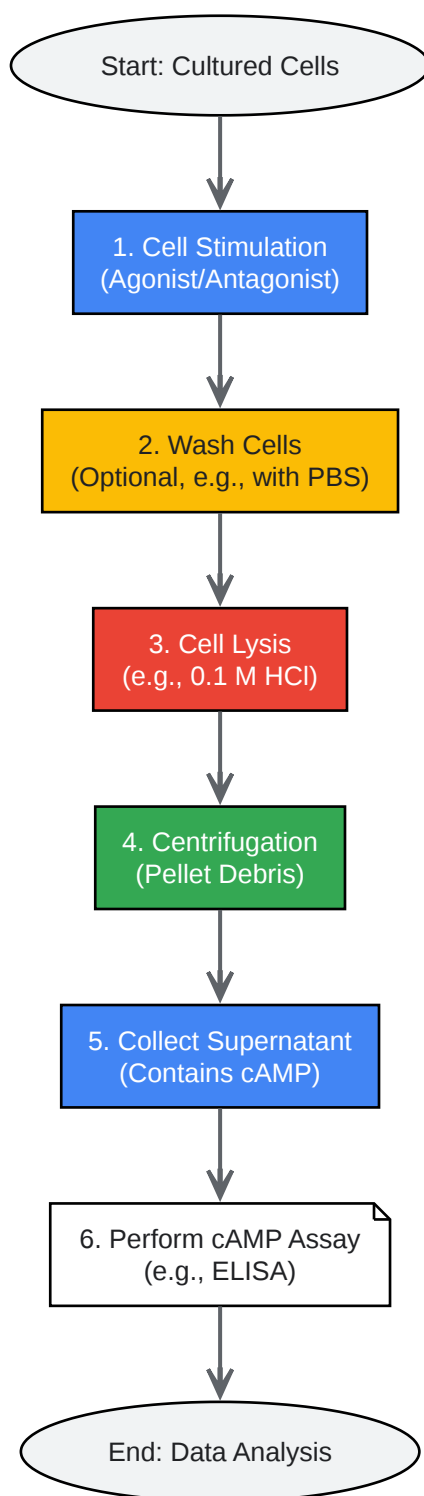 Start: Cultured Cells
1. Cell Stimulation
(Agonist/Antagonist)
2. Wash Cells
(Optional, e.g., with PBS)
3. Cell Lysis
(e.g., 0.1 M HCl)
4. Centrifugation
(Pellet Debris)
5. Collect Supernatant
(Contains cAMP)
6. Perform cAMP Assay
(e.g., ELISA)
End: Data Analysis